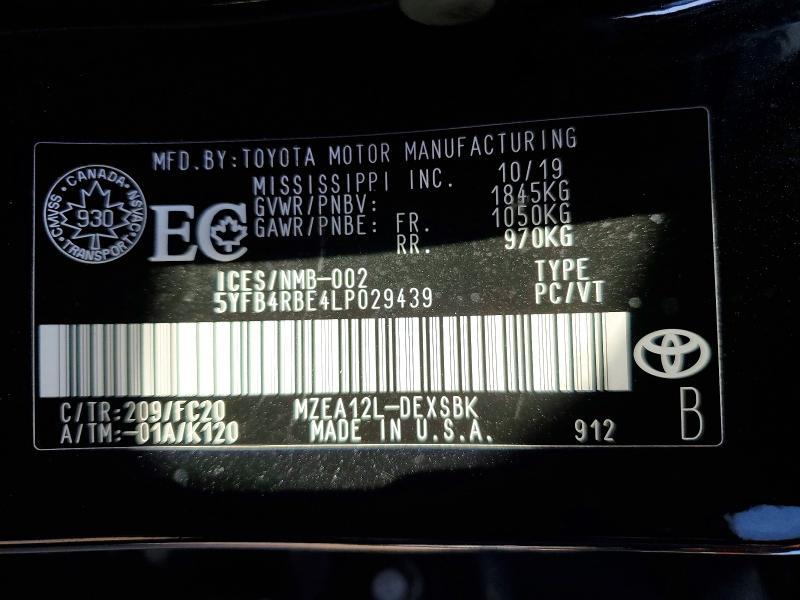 MFD. BY: TOYOTA MOTOR MANUFACTURING
MISSISSIPPI INC. 10/19
GVWR/PNBV: 1845KG
GAWR/PNBE: FR. 1050KG
RR. 970KG
CANADA
CMVSS 930 NSVAC
TRANSPORT
EC
ICES/NMB-002 TYPE
5YFB4RBE4LP029439 PC/VT
C/TR: 209/FC20 MZEA12L-DEXSBK
A/TM:-01A/K120 MADE IN U.S.A. 912 B